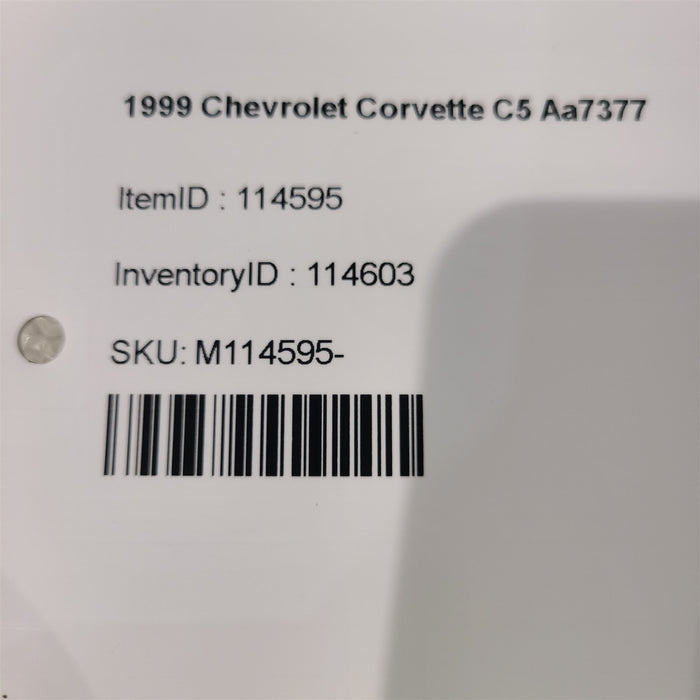 1999 Chevrolet Corvette C5 Aa7377
ItemID : 114595
InventoryID : 114603
SKU: M114595-